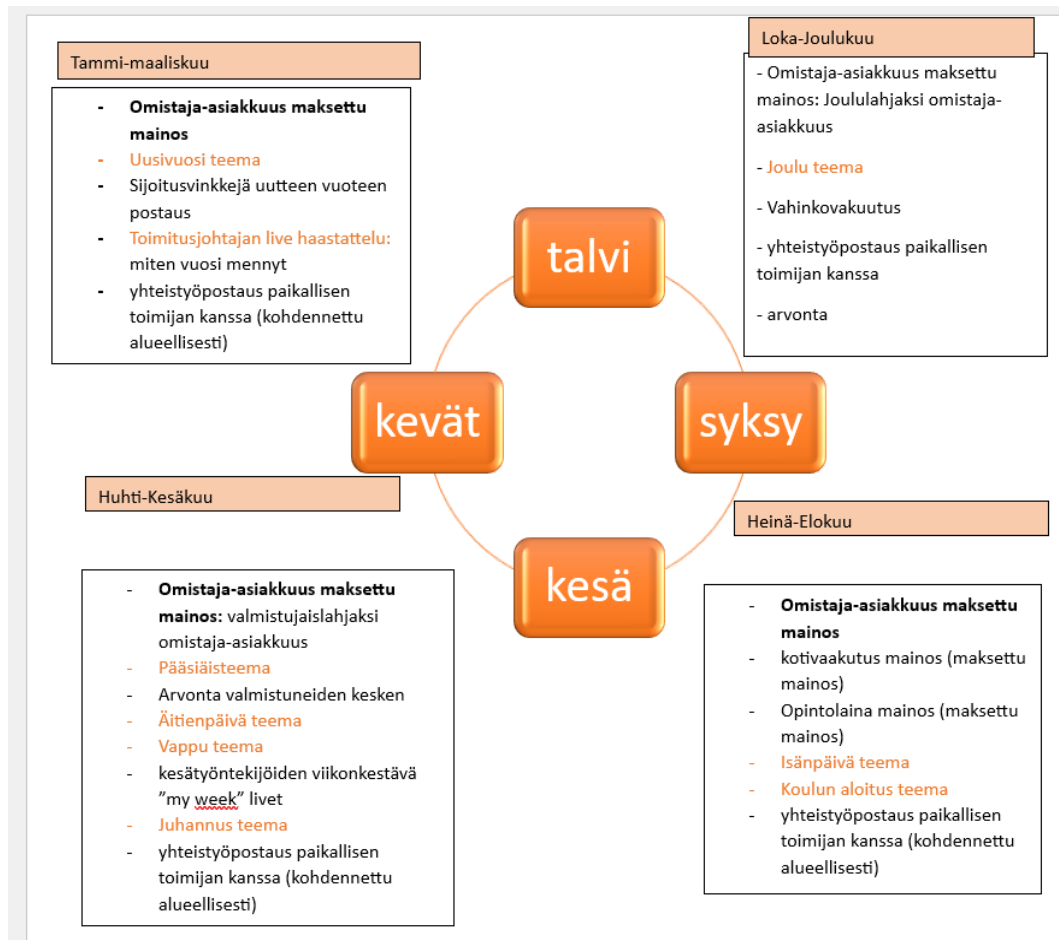 Tammi-maaliskuu
- Omistaja-asiakkuus maksettu
mainos
- Uusivuosi teema
- Sijoitusvinkkejä uutteen vuoteen
postaus
- Toimitusjohtajan live haastattelu:
miten vuosi mennyt
- yhteistyöpostaus paikallisen
toimijan kanssa (kohdennettu
alueellisesti)
Loka-Joulukuu
- Omistaja-asiakkuus maksettu
mainos: Joululahjaksi omistaja-
asiakkuus
- Joulu teema
- Vahinkovakuutus
- yhteistyöpostaus paikallisen
toimijan kanssa
- arvonta
talvi
kevät
syksy
kesä
Huhti-Kesäkuu
- Omistaja-asiakkuus maksettu
mainos: valmistujaislahjaksi
omistaja-asiakkuus
- Pääsiäisteema
- Arvonta valmistuneiden kesken
- Äitienpäivä teema
- Vappu teema
- kesätyöntekijöiden viikonkestävä
”my week” livet
- Juhannus teema
- yhteistyöpostaus paikallisen
toimijan kanssa (kohdennettu
alueellisesti)
Heinä-Elokuu
- Omistaja-asiakkuus maksettu
mainos
- kotivaakutus mainos (maksettu
mainos)
- Opintolaina mainos (maksettu
mainos)
- Isänpäivä teema
- Koulun aloitus teema
- yhteistyöpostaus paikallisen
toimijan kanssa (kohdennettu
alueellisesti)